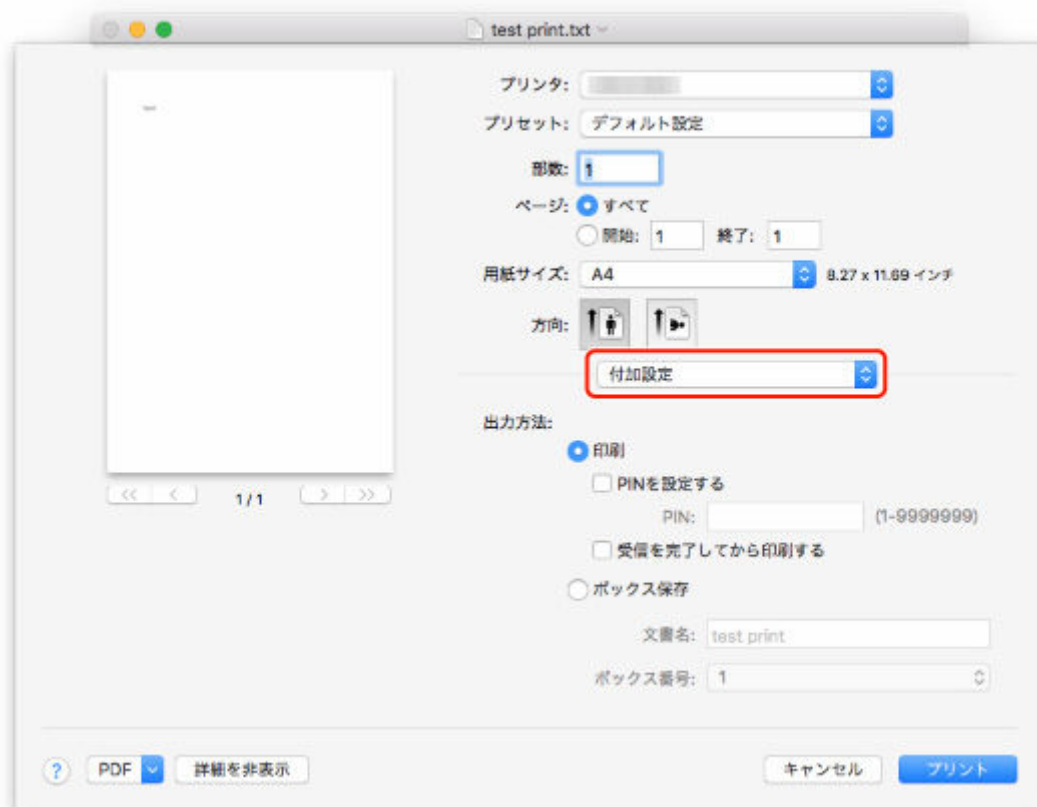 test print.txt
プリンタ:
プリセット: デフォルト設定
部数: 1
ページ: すべて
開始: 1 終了: 1
用紙サイズ: A4 8.27 x 11.69 インチ
方向:
付加設定
出力方法:
印刷
PINを設定する
PIN: (1-9999999)
受信を完了してから印刷する
ボックス保存
文書名: test print
ボックス番号: 1
<< < 1 / 1 > >>
? PDF 詳細を非表示 キャンセル プリント